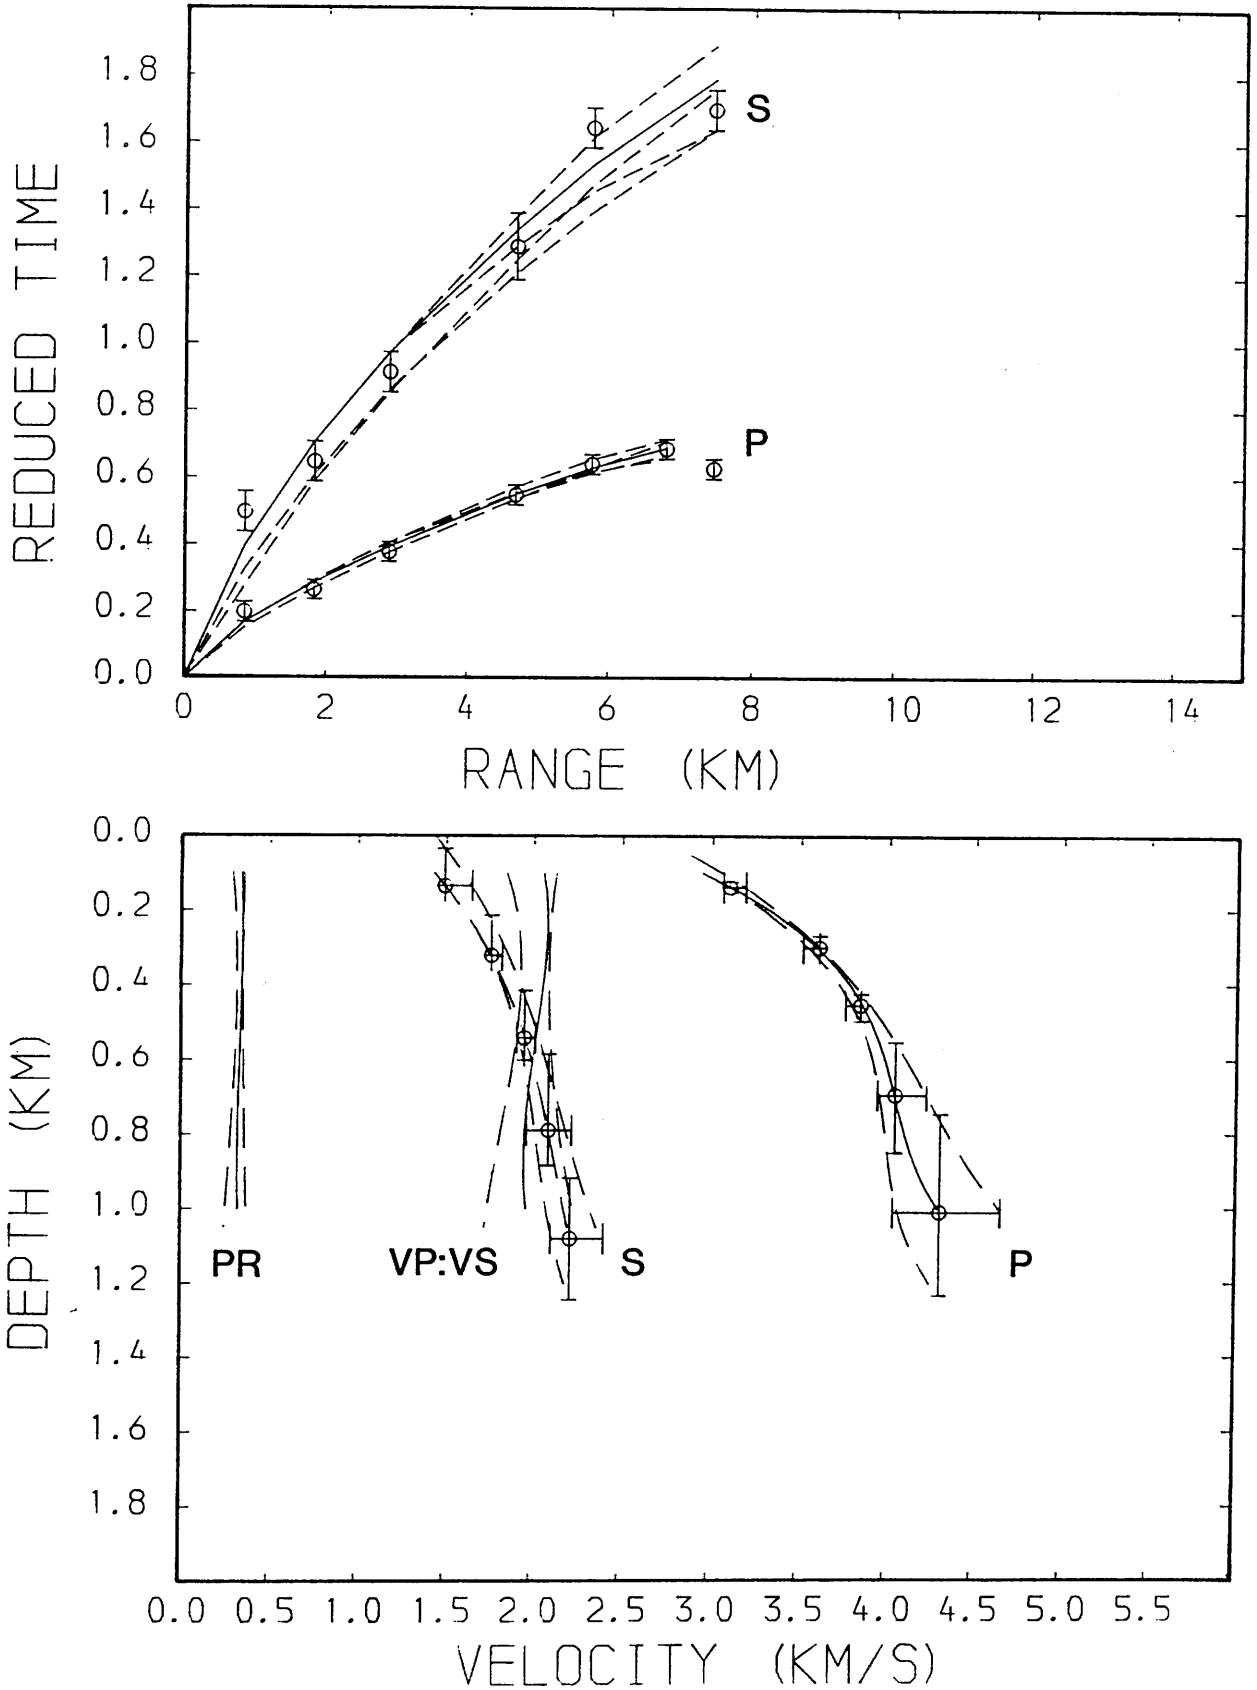 1.8
1.6
1.4
1.2
1.0
0.8
0.6
0.4
0.2
0.0
REDUCED TIME
S
P
0 2 4 6 8 10 12 14
RANGE (KM)
0.0
0.2
0.4
0.6
0.8
1.0
1.2
1.4
1.6
1.8
DEPTH (KM)
PR VP:VS S P
0.0 0.5 1.0 1.5 2.0 2.5 3.0 3.5 4.0 4.5 5.0 5.5
VELOCITY (KM/S)